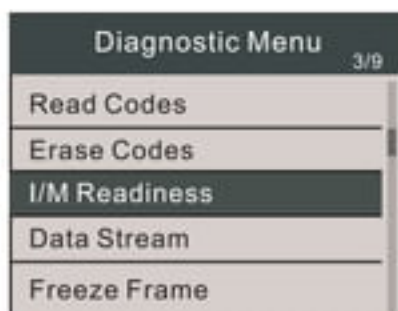 Diagnostic Menu
3/9
Read Codes
Erase Codes
I/M Readiness
Data Stream
Freeze Frame